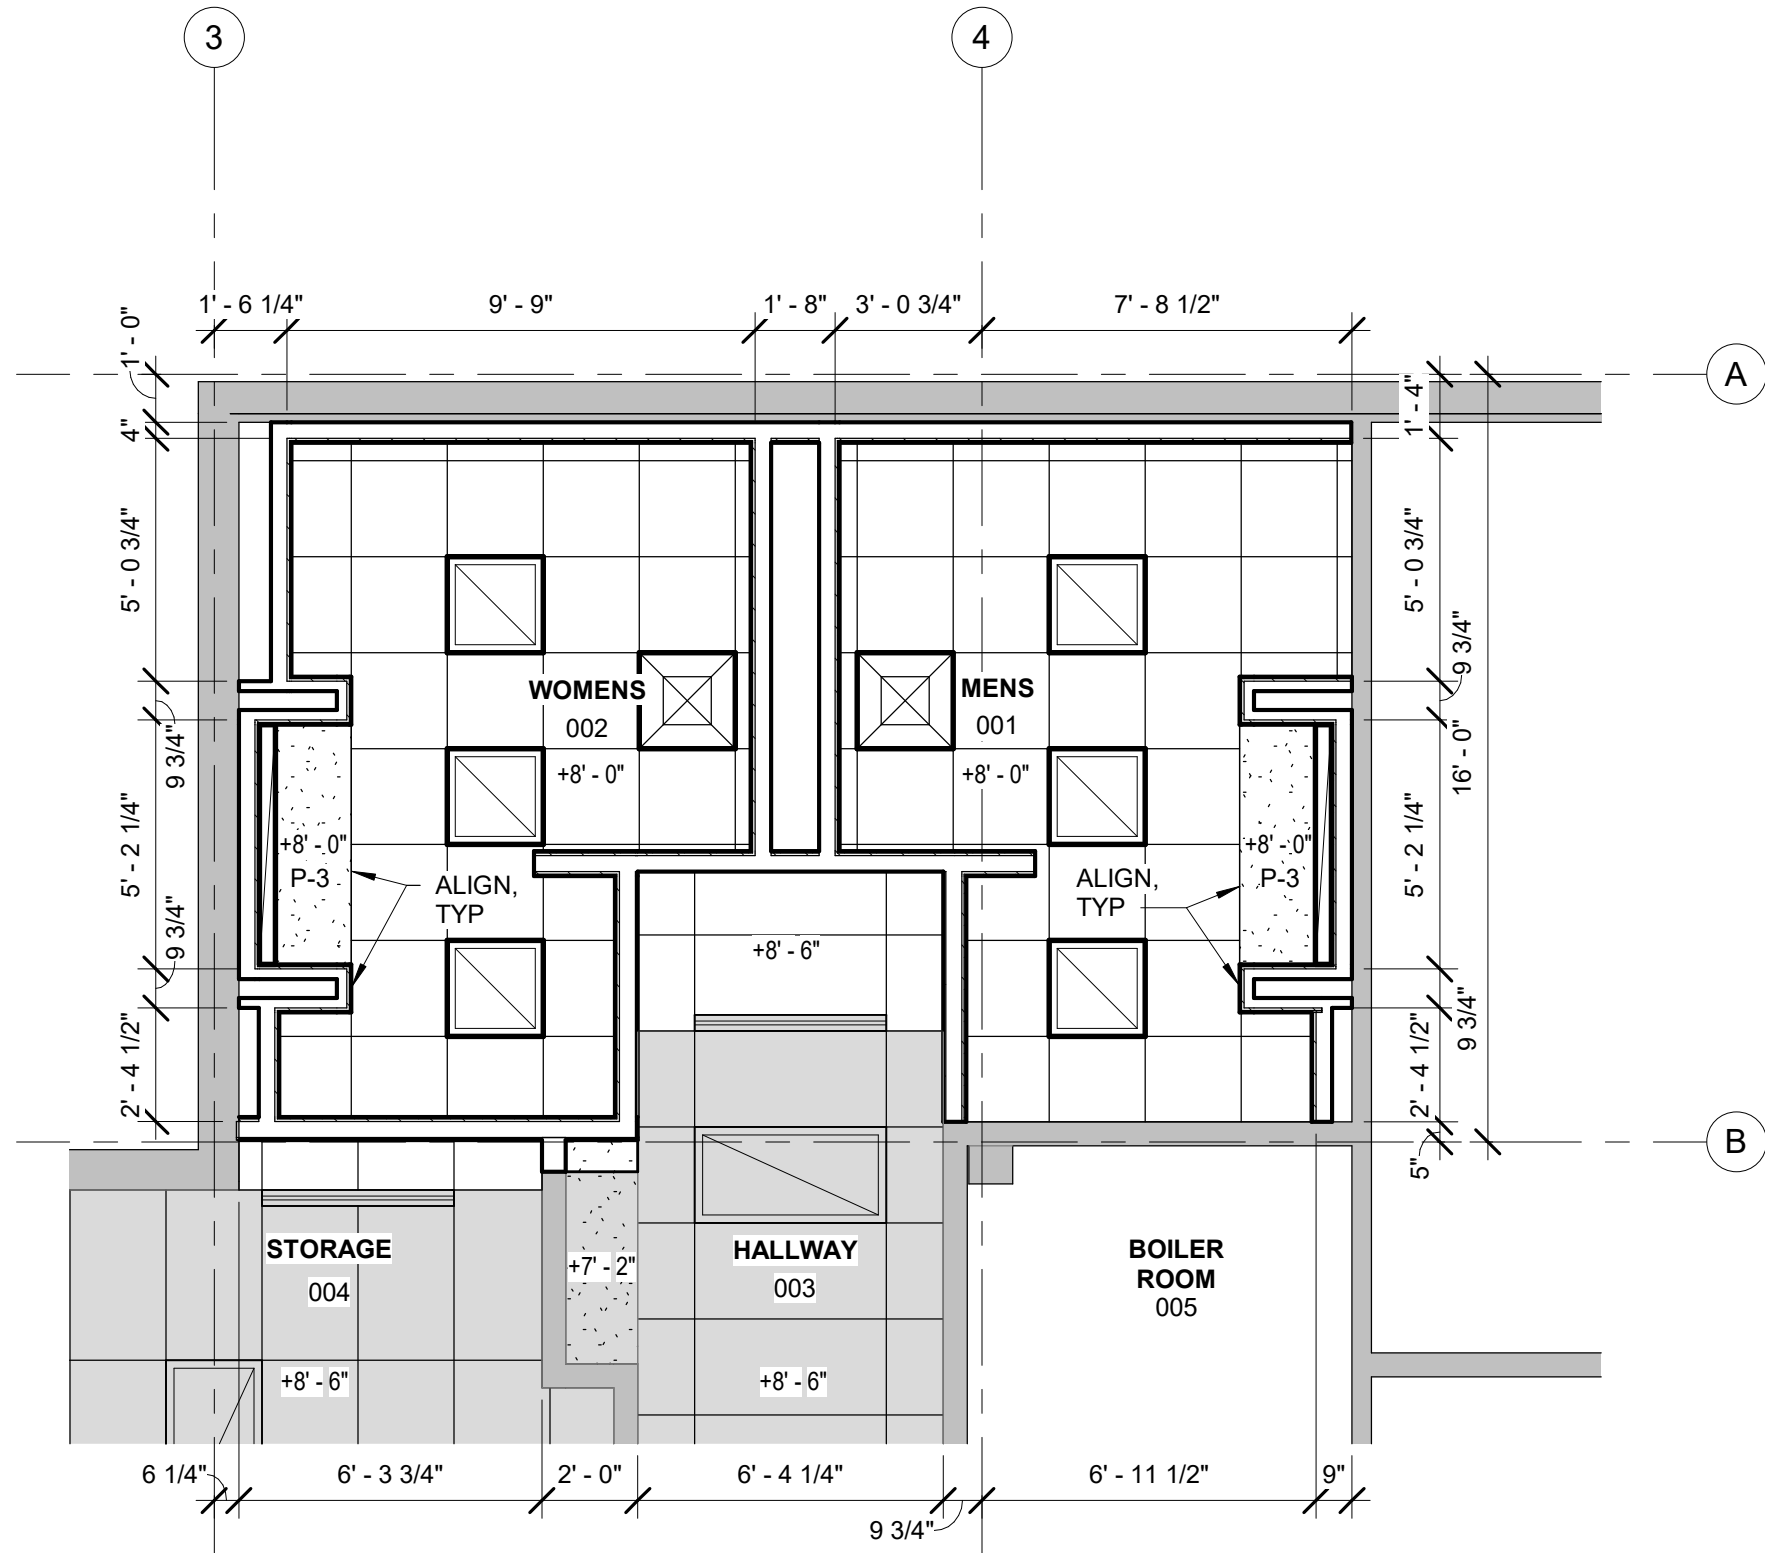 3
4
1' - 6 1/4"
9' - 9"
1' - 8"
3' - 0 3/4"
7' - 8 1/2"
1' - 0"
A
1' - 4"
4"
5' - 0 3/4"
5' - 0 3/4"
9 3/4"
WOMENS
002
+8' - 0"
MENS
001
+8' - 0"
9 3/4"
16' - 0"
5' - 2 1/4"
5' - 2 1/4"
+8' - 0"
P-3
ALIGN,
TYP
ALIGN,
TYP
+8' - 0"
P-3
9 3/4"
+8' - 6"
9 3/4"
2' - 4 1/2"
2' - 4 1/2"
B
5"
STORAGE
004
+7' - 2"
HALLWAY
003
BOILER
ROOM
005
+8' - 6"
+8' - 6"
6 1/4"
6' - 3 3/4"
2' - 0"
6' - 4 1/4"
6' - 11 1/2"
9"
9 3/4"